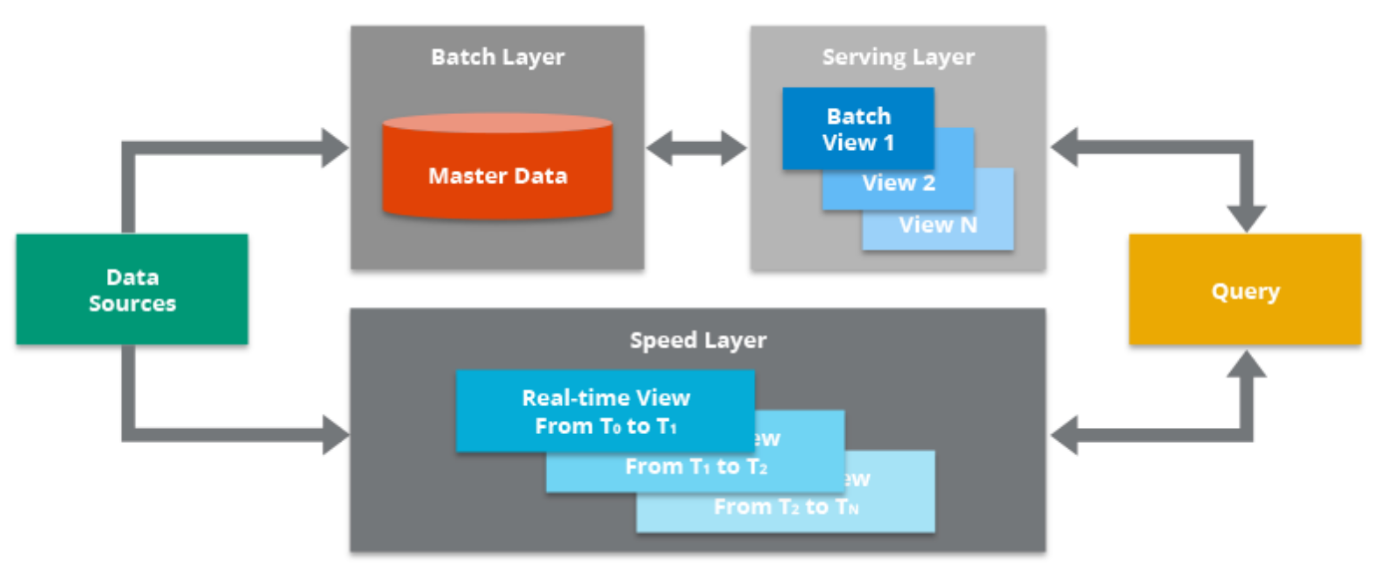 Batch Layer
Master Data
Serving Layer
Batch
View 1
View 2
View N
Data
Sources
Query
Speed Layer
Real-time View
From T₀ to T₁
From T₁ to T₂
From T₂ to Tₙ